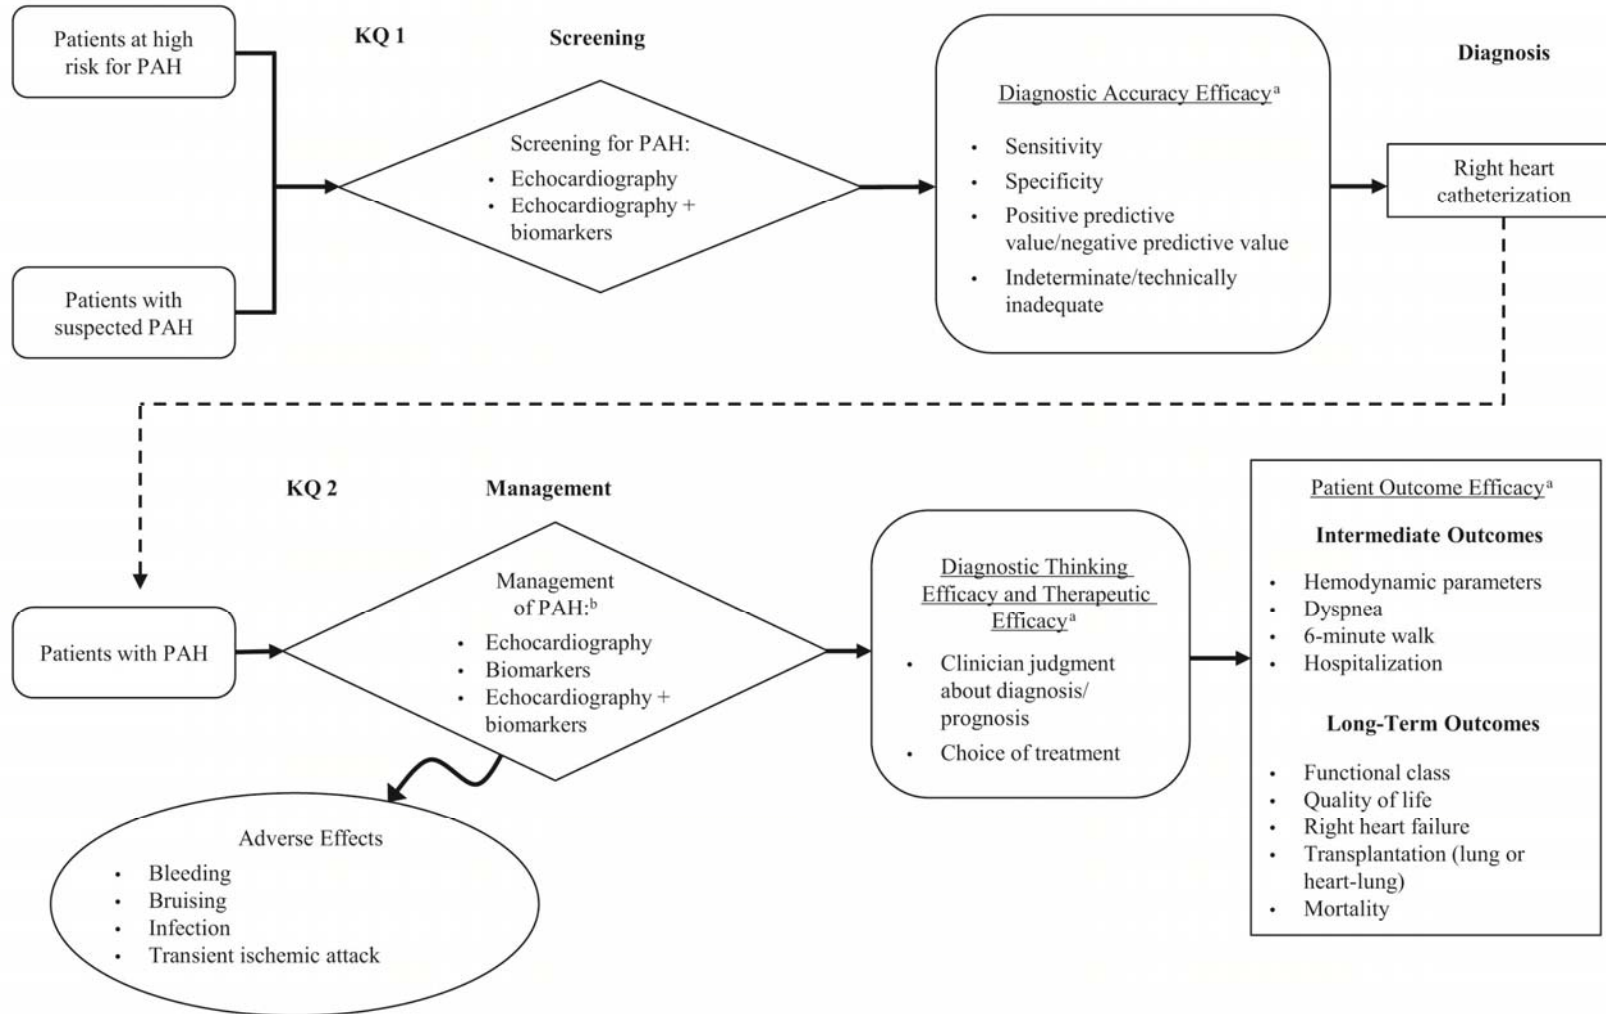 Patients at high
risk for PAH
KQ 1
Screening
Diagnosis
Screening for PAH:
• Echocardiography
• Echocardiography +
biomarkers
Diagnostic Accuracy Efficacyᵃ
• Sensitivity
• Specificity
• Positive predictive
value/negative predictive value
• Indeterminate/technically
inadequate
Right heart
catheterization
Patients with
suspected PAH
KQ 2
Management
Patients with PAH
Management
of PAH:ᵇ
• Echocardiography
• Biomarkers
• Echocardiography +
biomarkers
Diagnostic Thinking
Efficacy and Therapeutic
Efficacyᵃ
• Clinician judgment
about diagnosis/
prognosis
• Choice of treatment
Patient Outcome Efficacyᵃ
Intermediate Outcomes
• Hemodynamic parameters
• Dyspnea
• 6-minute walk
• Hospitalization
Long-Term Outcomes
• Functional class
• Quality of life
• Right heart failure
• Transplantation (lung or
heart-lung)
• Mortality
Adverse Effects
• Bleeding
• Bruising
• Infection
• Transient ischemic attack